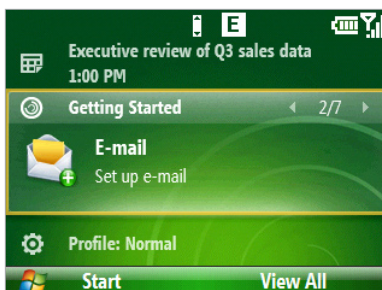 E
Executive review of Q3 sales data
1:00 PM
Getting Started 2/7
E-mail
Set up e-mail
Profile: Normal
Start View All